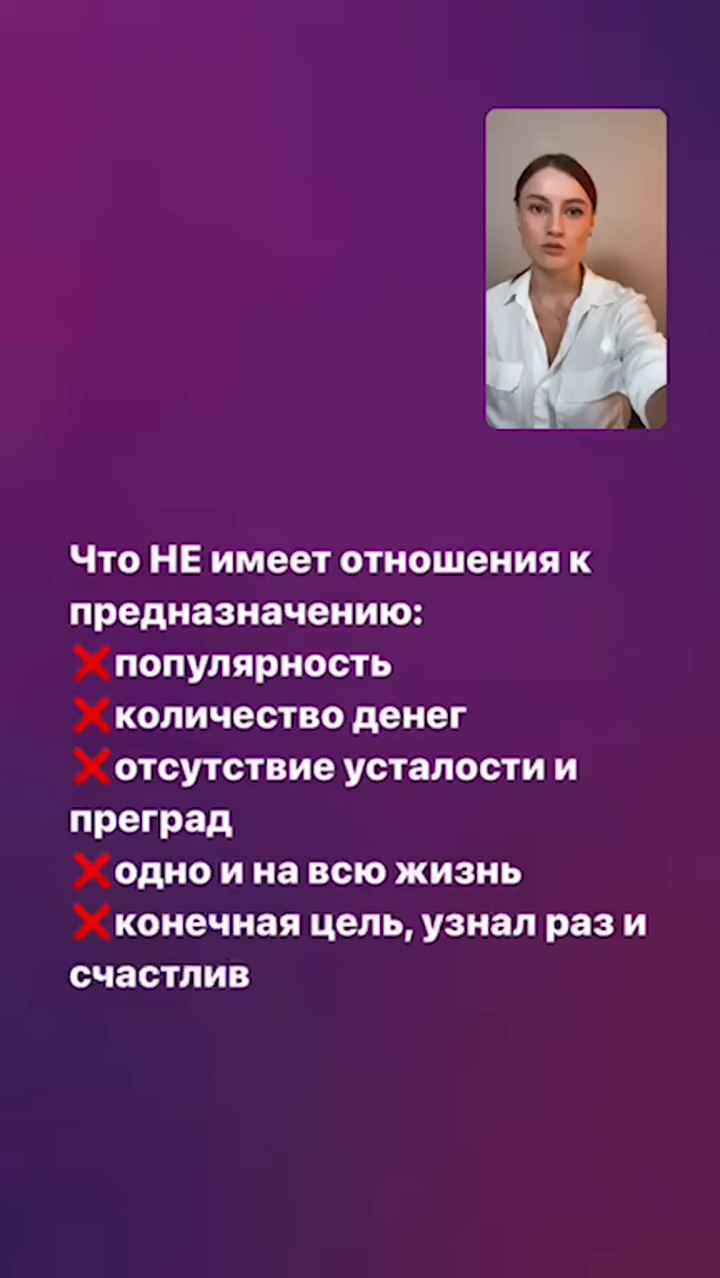 Что НЕ имеет отношения к
предназначению:
❌популярность
❌количество денег
❌отсутствие усталости и
преград
❌одно и на всю жизнь
❌конечная цель, узнал раз и
счастлив